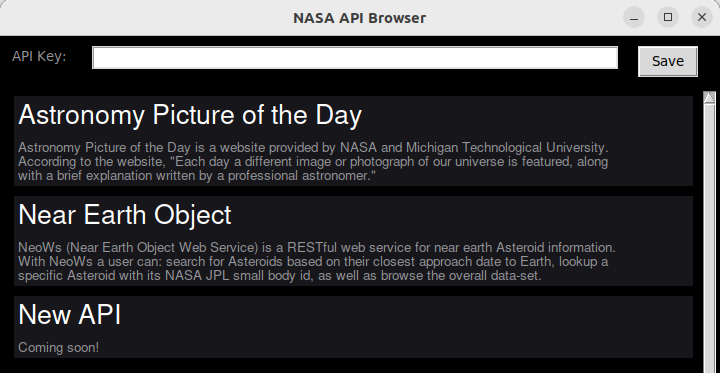 NASA API Browser
API Key:
Save
Astronomy Picture of the Day
Astronomy Picture of the Day is a website provided by NASA and Michigan Technological University.
According to the website, "Each day a different image or photograph of our universe is featured, along
with a brief explanation written by a professional astronomer."
Near Earth Object
NeoWs (Near Earth Object Web Service) is a RESTful web service for near earth Asteroid information.
With NeoWs a user can: search for Asteroids based on their closest approach date to Earth, lookup a
specific Asteroid with its NASA JPL small body id, as well as browse the overall data-set.
New API
Coming soon!